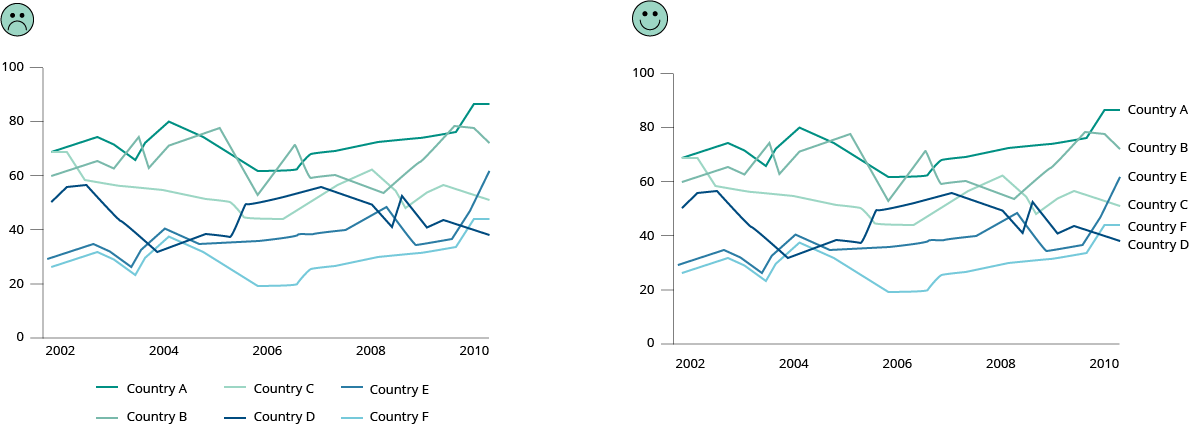 100
80
60
40
20
0
2002 2004 2006 2008 2010
Country A Country C Country E
Country B Country D Country F
100
80
60
40
20
0
2002 2004 2006 2008 2010
Country A
Country B
Country E
Country C
Country F
Country D